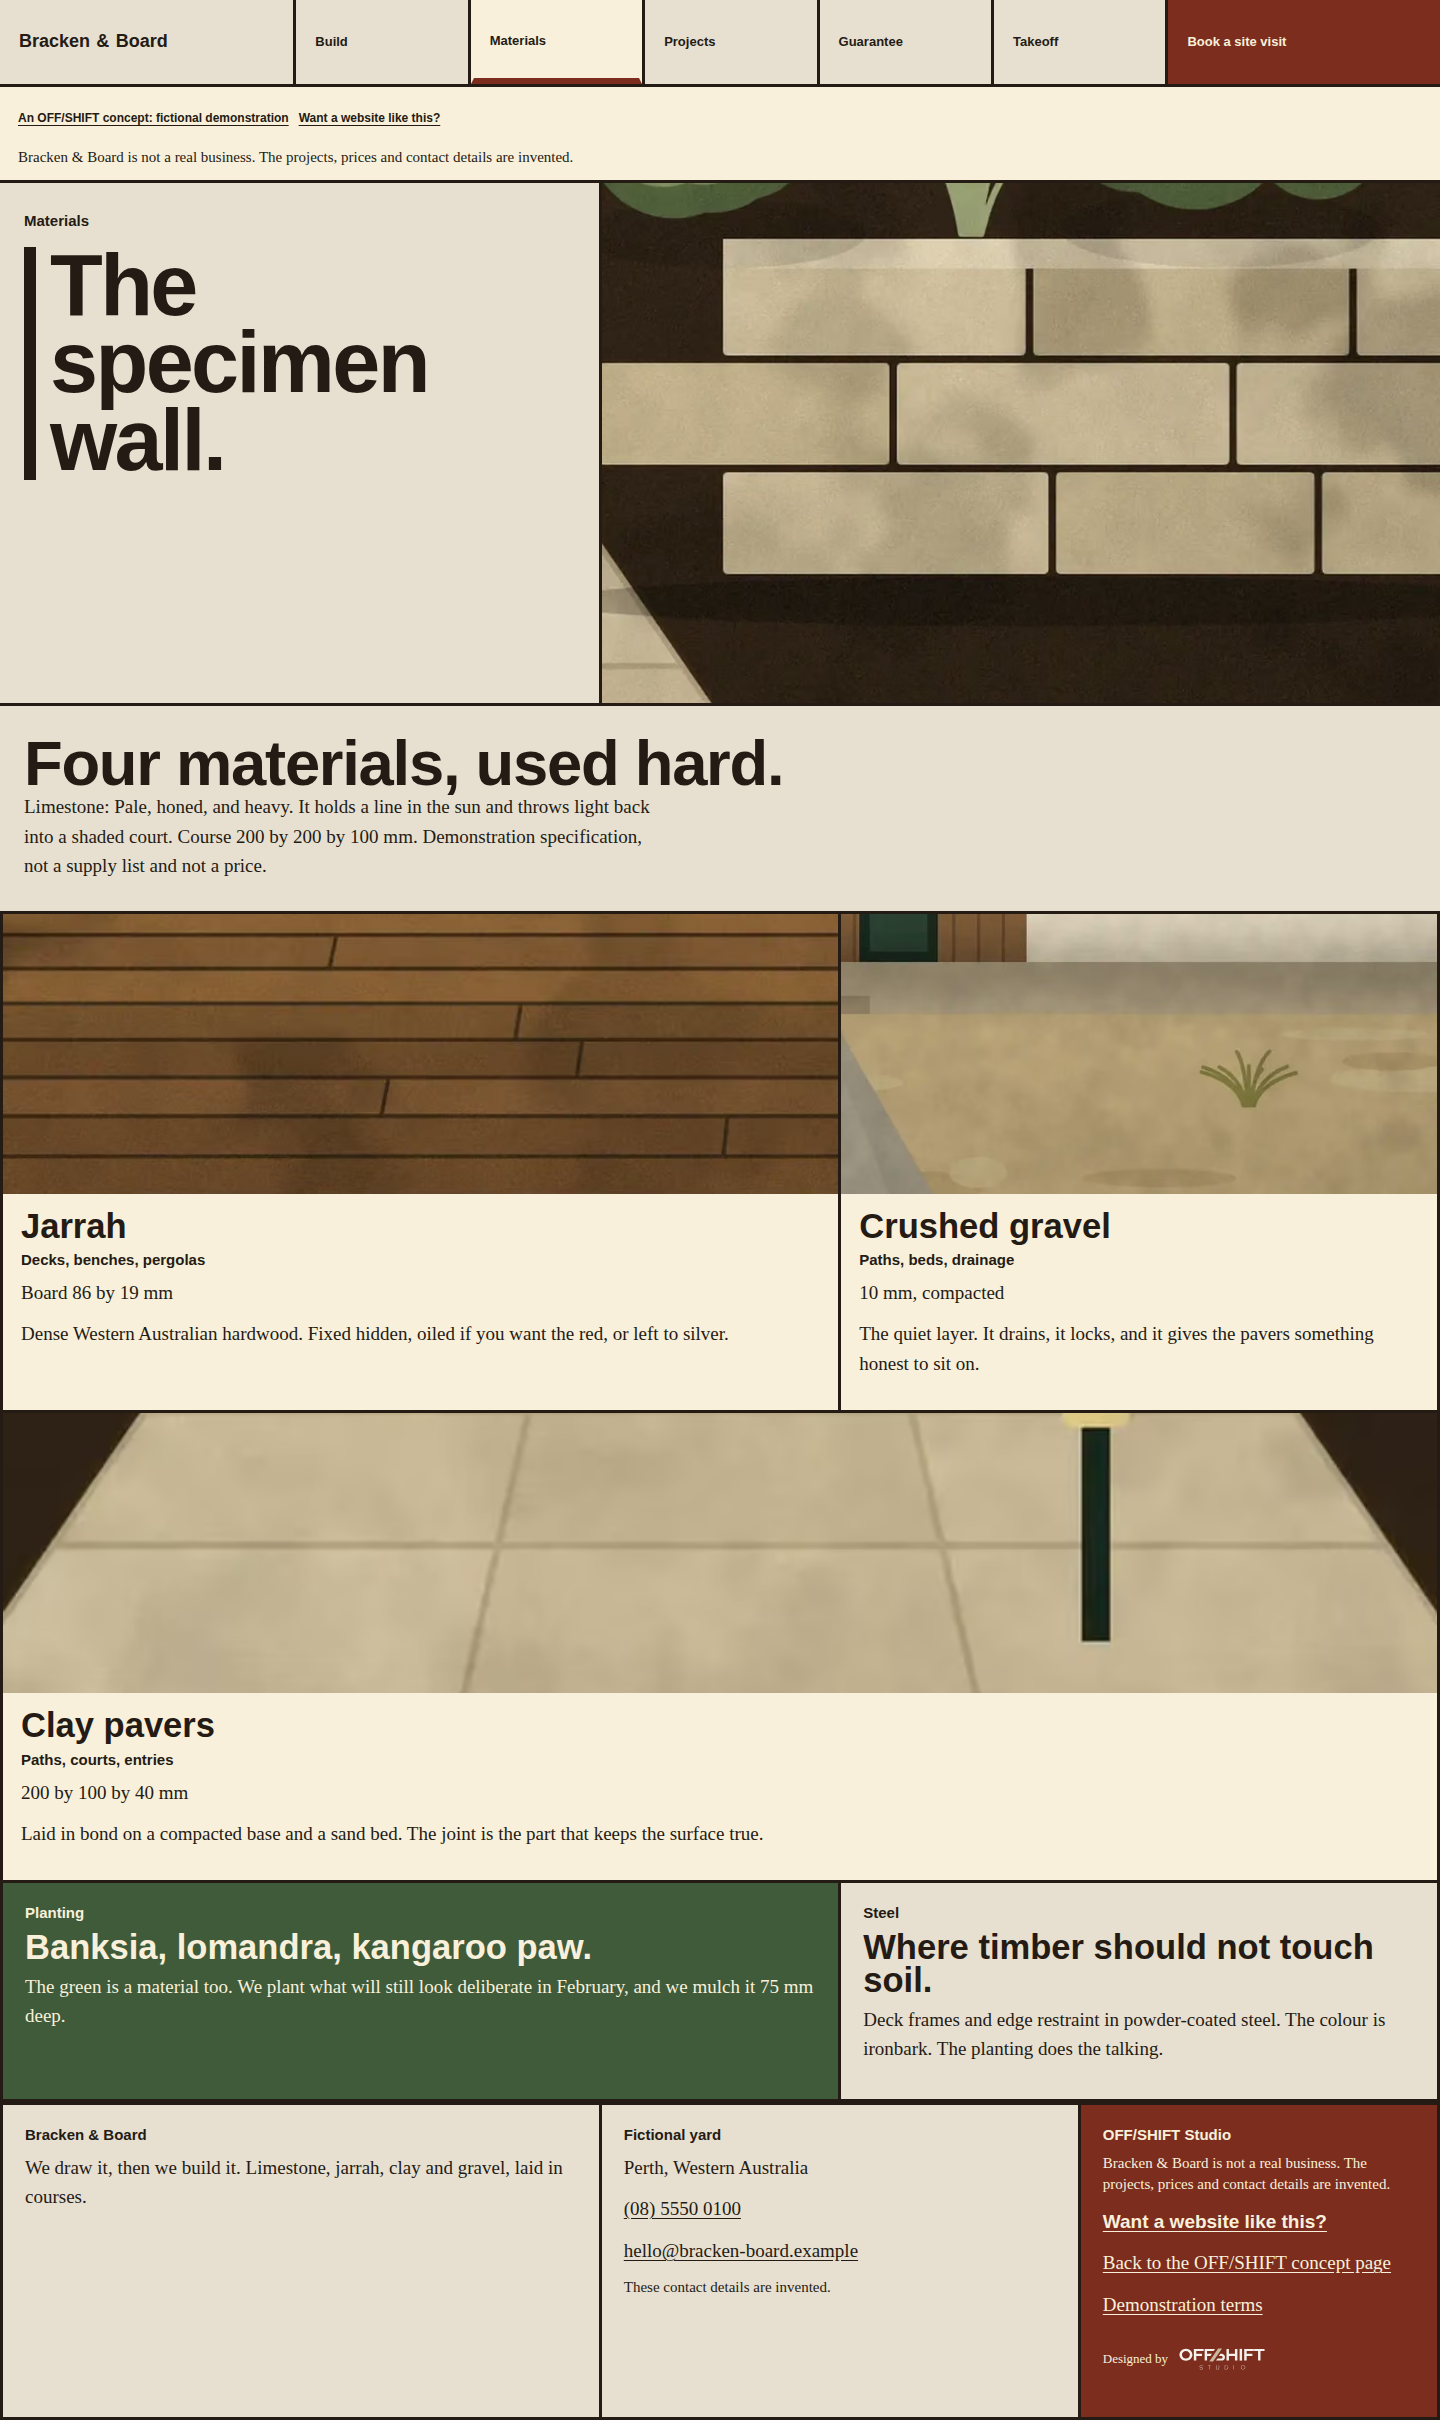 Bracken & Board
Build
Materials
Projects
Guarantee
Takeoff
Book a site visit
An OFF/SHIFT concept: fictional demonstration
Want a website like this?
Bracken & Board is not a real business. The projects, prices and contact details are invented.
Materials
The
specimen
wall.
Four materials, used hard.
Limestone: Pale, honed, and heavy. It holds a line in the sun and throws light back
into a shaded court. Course 200 by 200 by 100 mm. Demonstration specification,
not a supply list and not a price.
Jarrah
Decks, benches, pergolas
Board 86 by 19 mm
Dense Western Australian hardwood. Fixed hidden, oiled if you want the red, or left to silver.
Crushed gravel
Paths, beds, drainage
10 mm, compacted
The quiet layer. It drains, it locks, and it gives the pavers something
honest to sit on.
Clay pavers
Paths, courts, entries
200 by 100 by 40 mm
Laid in bond on a compacted base and a sand bed. The joint is the part that keeps the surface true.
Planting
Banksia, lomandra, kangaroo paw.
The green is a material too. We plant what will still look deliberate in February, and we mulch it 75 mm
deep.
Steel
Where timber should not touch
soil.
Deck frames and edge restraint in powder-coated steel. The colour is
ironbark. The planting does the talking.
Bracken & Board
We draw it, then we build it. Limestone, jarrah, clay and gravel, laid in
courses.
Fictional yard
Perth, Western Australia
(08) 5550 0100
hello@bracken-board.example
These contact details are invented.
OFF/SHIFT Studio
Bracken & Board is not a real business. The
projects, prices and contact details are invented.
Want a website like this?
Back to the OFF/SHIFT concept page
Demonstration terms
Designed by
OFF/SHIFT
STUDIO